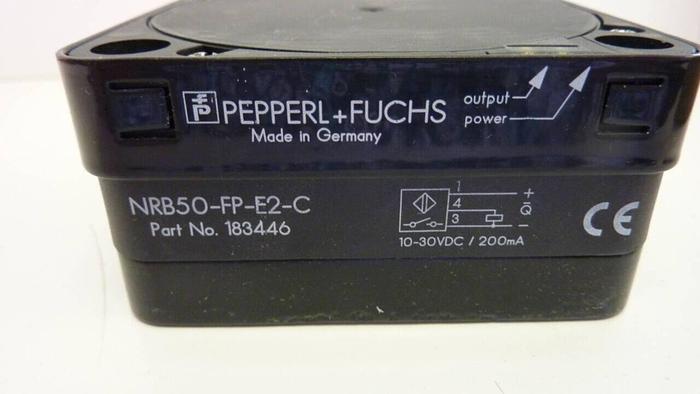 PEPPERL+FUCHS
Made in Germany
output
power
NRB50-FP-E2-C
Part No. 183446
1
4
3
+
Q̅
−
10-30VDC / 200mA
CE